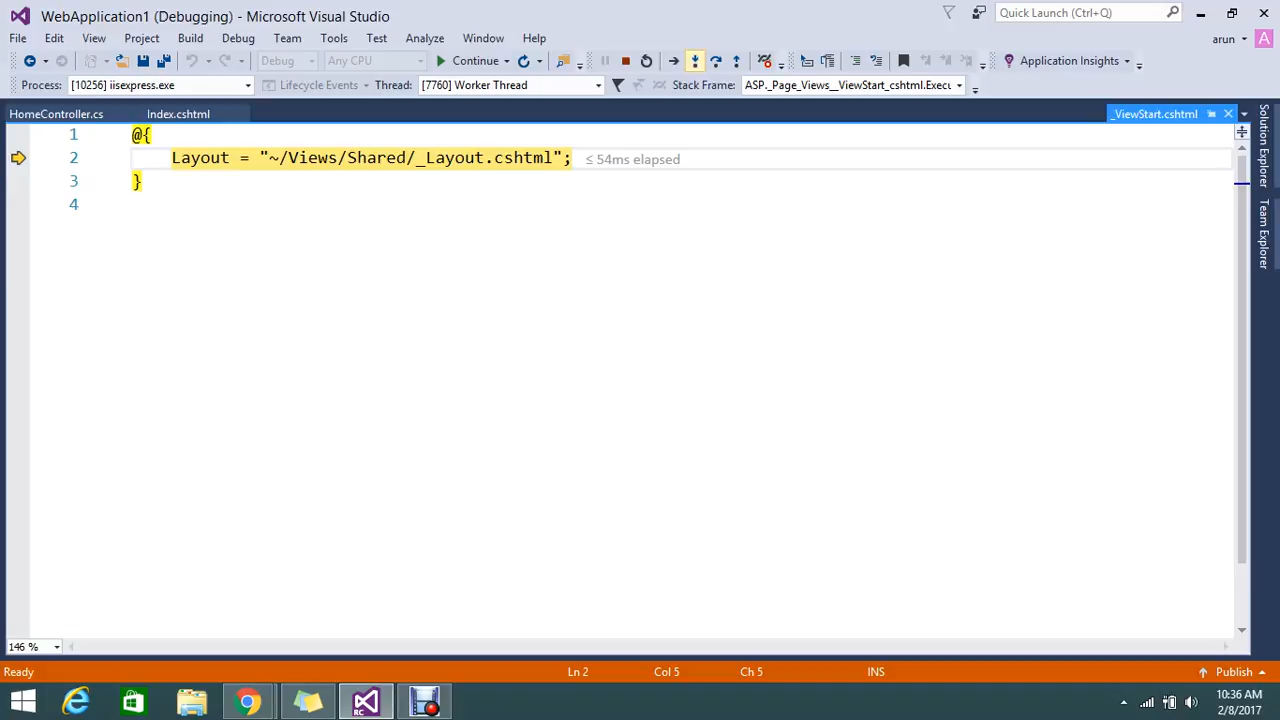 WebApplication1 (Debugging) - Microsoft Visual Studio
Quick Launch (Ctrl+Q)
File Edit View Project Build Debug Team Tools Test Analyze Window Help
arun A
Debug Any CPU Continue Application Insights
Process: [10256] iisexpress.exe Lifecycle Events Thread: [7760] Worker Thread Stack Frame: ASP._Page_Views__ViewStart_cshtml.Execu
HomeController.cs Index.cshtml _ViewStart.cshtml
1 @{
2 Layout = "~/Views/Shared/_Layout.cshtml"; ≤ 54ms elapsed
3 }
4
Solution Explorer
Team Explorer
146 %
Ready Ln 2 Col 5 Ch 5 INS Publish
RC
10:36 AM
2/8/2017